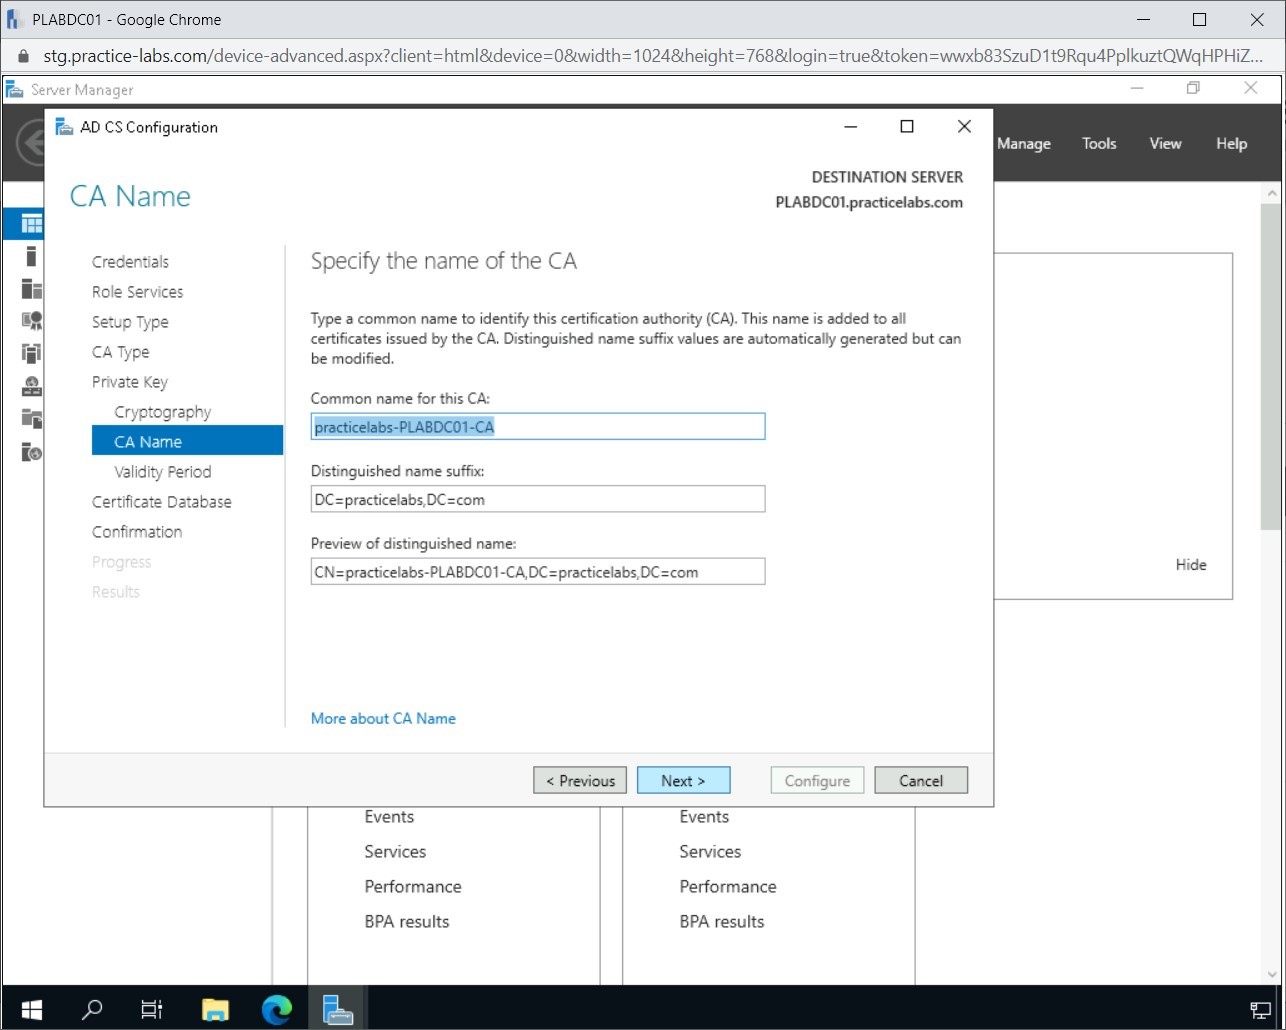 PLABDC01 - Google Chrome
stg.practice-labs.com/device-advanced.aspx?client=html&device=0&width=1024&height=768&login=true&token=wwxb83SzuD1t9Rqu4PplkuztQWqHPHiZ...
Server Manager
Manage Tools View Help
AD CS Configuration
CA Name
DESTINATION SERVER
PLABDC01.practicelabs.com
Credentials
Role Services
Setup Type
CA Type
Private Key
Cryptography
CA Name
Validity Period
Certificate Database
Confirmation
Progress
Results
Specify the name of the CA
Type a common name to identify this certification authority (CA). This name is added to all
certificates issued by the CA. Distinguished name suffix values are automatically generated but can
be modified.
Common name for this CA:
practicelabs-PLABDC01-CA
Distinguished name suffix:
DC=practicelabs,DC=com
Preview of distinguished name:
CN=practicelabs-PLABDC01-CA,DC=practicelabs,DC=com
More about CA Name
< Previous Next > Configure Cancel
Hide
Events
Services
Performance
BPA results
Events
Services
Performance
BPA results